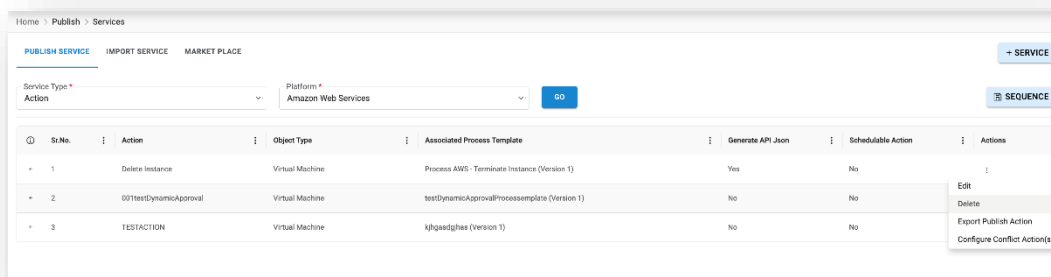 Home > Publish > Services
PUBLISH SERVICE IMPORT SERVICE MARKET PLACE
+ SERVICE
Service Type *
Action
Platform *
Amazon Web Services
GO
SEQUENCE
Sr.No. Action Object Type Associated Process Template Generate API Json Schedulable Action Actions
1 Delete Instance Virtual Machine Process AWS - Terminate Instance (Version 1) Yes No
2 001testDynamicApproval Virtual Machine testDynamicApprovalProcessemplate (Version 1) No No
3 TESTACTION Virtual Machine kjhgasdgjhas (Version 1) No No
Edit
Delete
Export Publish Action
Configure Conflict Action(s